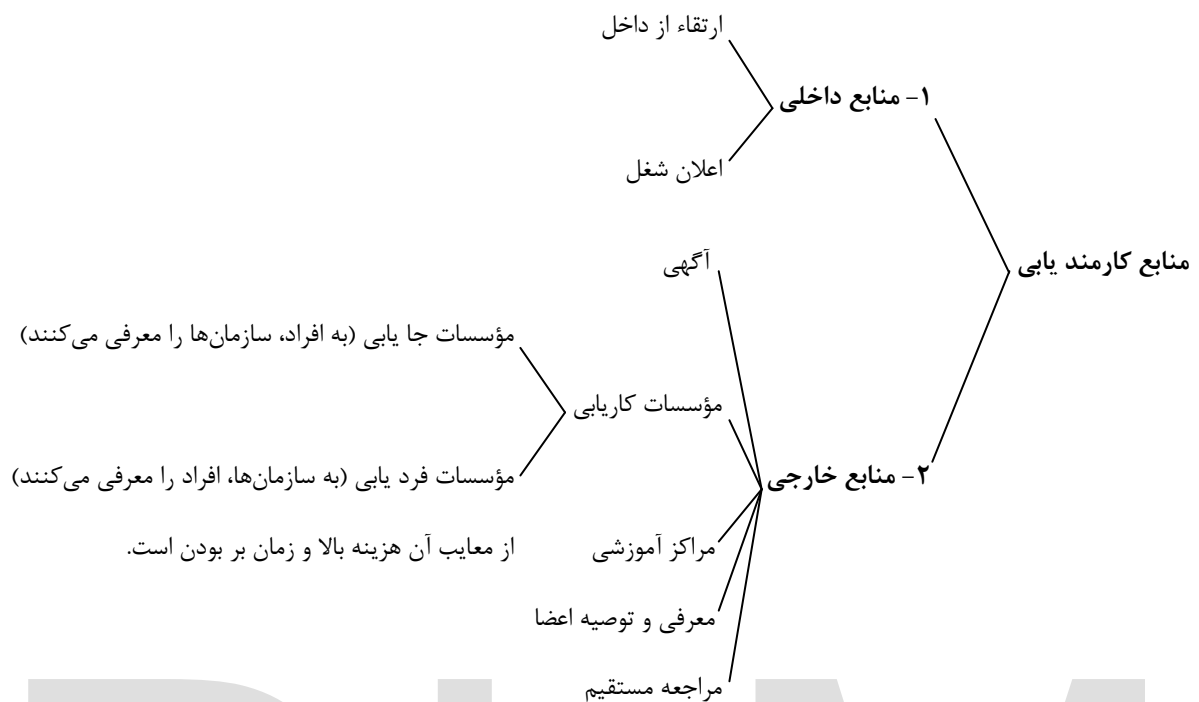 ارتقاء از داخل
۱- منابع داخلی
اعلان شغل
منابع کارمند یابی
آگهی
مؤسسات جا یابی (به افراد، سازمان‌ها را معرفی می‌کنند)
مؤسسات کاریابی
مؤسسات فرد یابی (به سازمان‌ها، افراد را معرفی می‌کنند)
۲- منابع خارجی
از معایب آن هزینه بالا و زمان بر بودن است.
مراکز آموزشی
معرفی و توصیه اعضا
مراجعه مستقیم